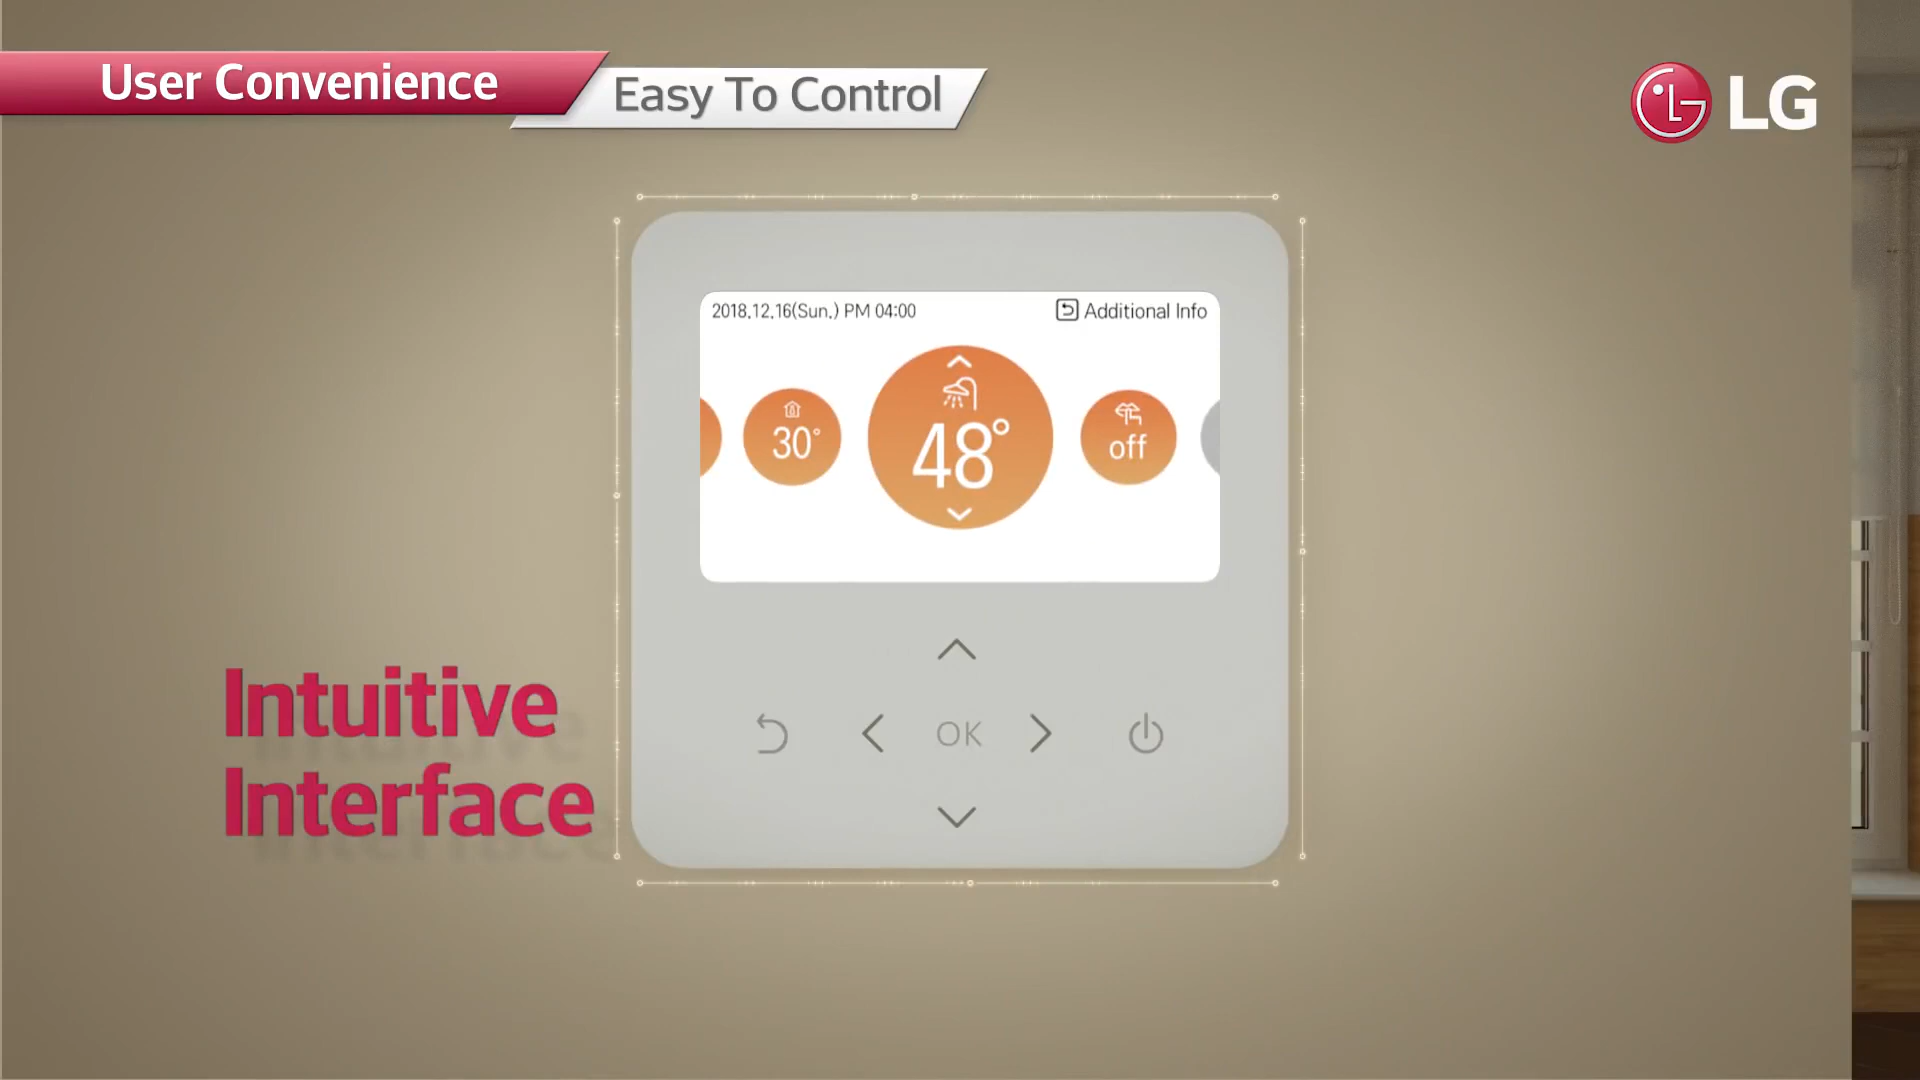 User Convenience
Easy To Control
LG
2018.12.16(Sun.) PM 04:00
Additional Info
30°
48°
off
OK
Intuitive
Interface